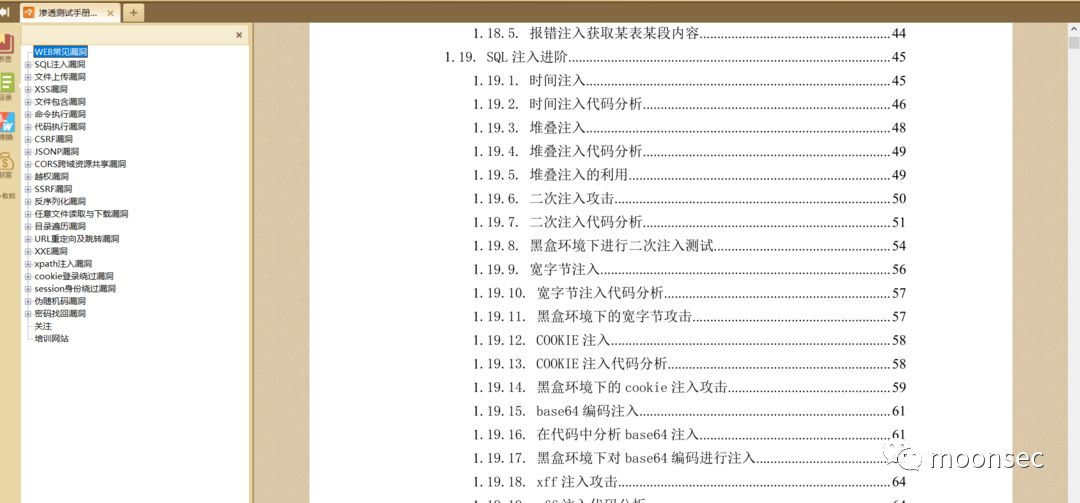 渗透测试手册...
WEB常见漏洞
SQL注入漏洞
文件上传漏洞
XSS漏洞
文件包含漏洞
命令执行漏洞
代码执行漏洞
CSRF漏洞
JSONP漏洞
CORS跨域资源共享漏洞
越权漏洞
SSRF漏洞
反序列化漏洞
任意文件读取与下载漏洞
目录遍历漏洞
URL重定向及跳转漏洞
XXE漏洞
xpath注入漏洞
cookie登录绕过漏洞
session身份绕过漏洞
伪随机码漏洞
密码找回漏洞
关注
培训网站
目录
转换
财富
1.18.5. 报错注入获取某表某段内容 44
1.19. SQL 注入进阶 45
1.19.1. 时间注入 45
1.19.2. 时间注入代码分析 46
1.19.3. 堆叠注入 48
1.19.4. 堆叠注入代码分析 49
1.19.5. 堆叠注入的利用 49
1.19.6. 二次注入攻击 50
1.19.7. 二次注入代码分析 51
1.19.8. 黑盒环境下进行二次注入测试 54
1.19.9. 宽字节注入 56
1.19.10. 宽字节注入代码分析 57
1.19.11. 黑盒环境下的宽字节攻击 57
1.19.12. COOKIE 注入 58
1.19.13. COOKIE 注入代码分析 58
1.19.14. 黑盒环境下的 cookie 注入攻击 59
1.19.15. base64 编码注入 61
1.19.16. 在代码中分析 base64 注入 61
1.19.17. 黑盒环境下对 base64 编码进行注入
1.19.18. xff 注入攻击 64
moonsec